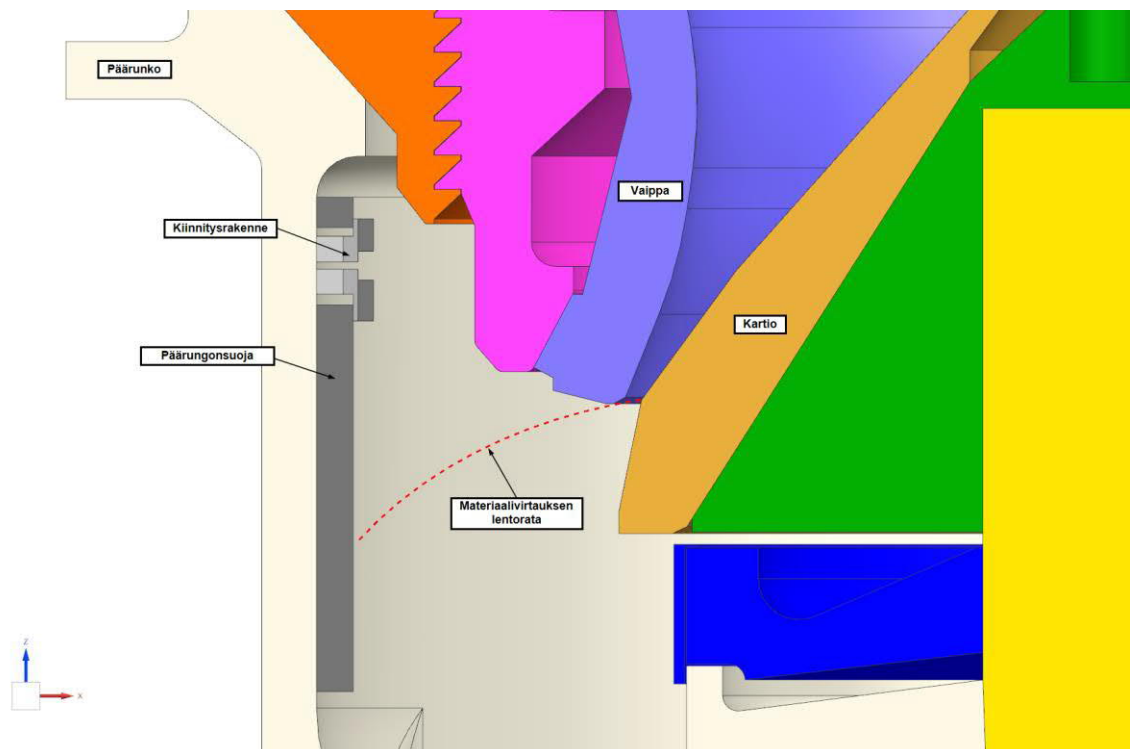 Päärunko
Vaippa
Kiinnitysrakenne
Kartio
Päärungonsuoja
Materiaalivirtauksen
lentorata
z
x